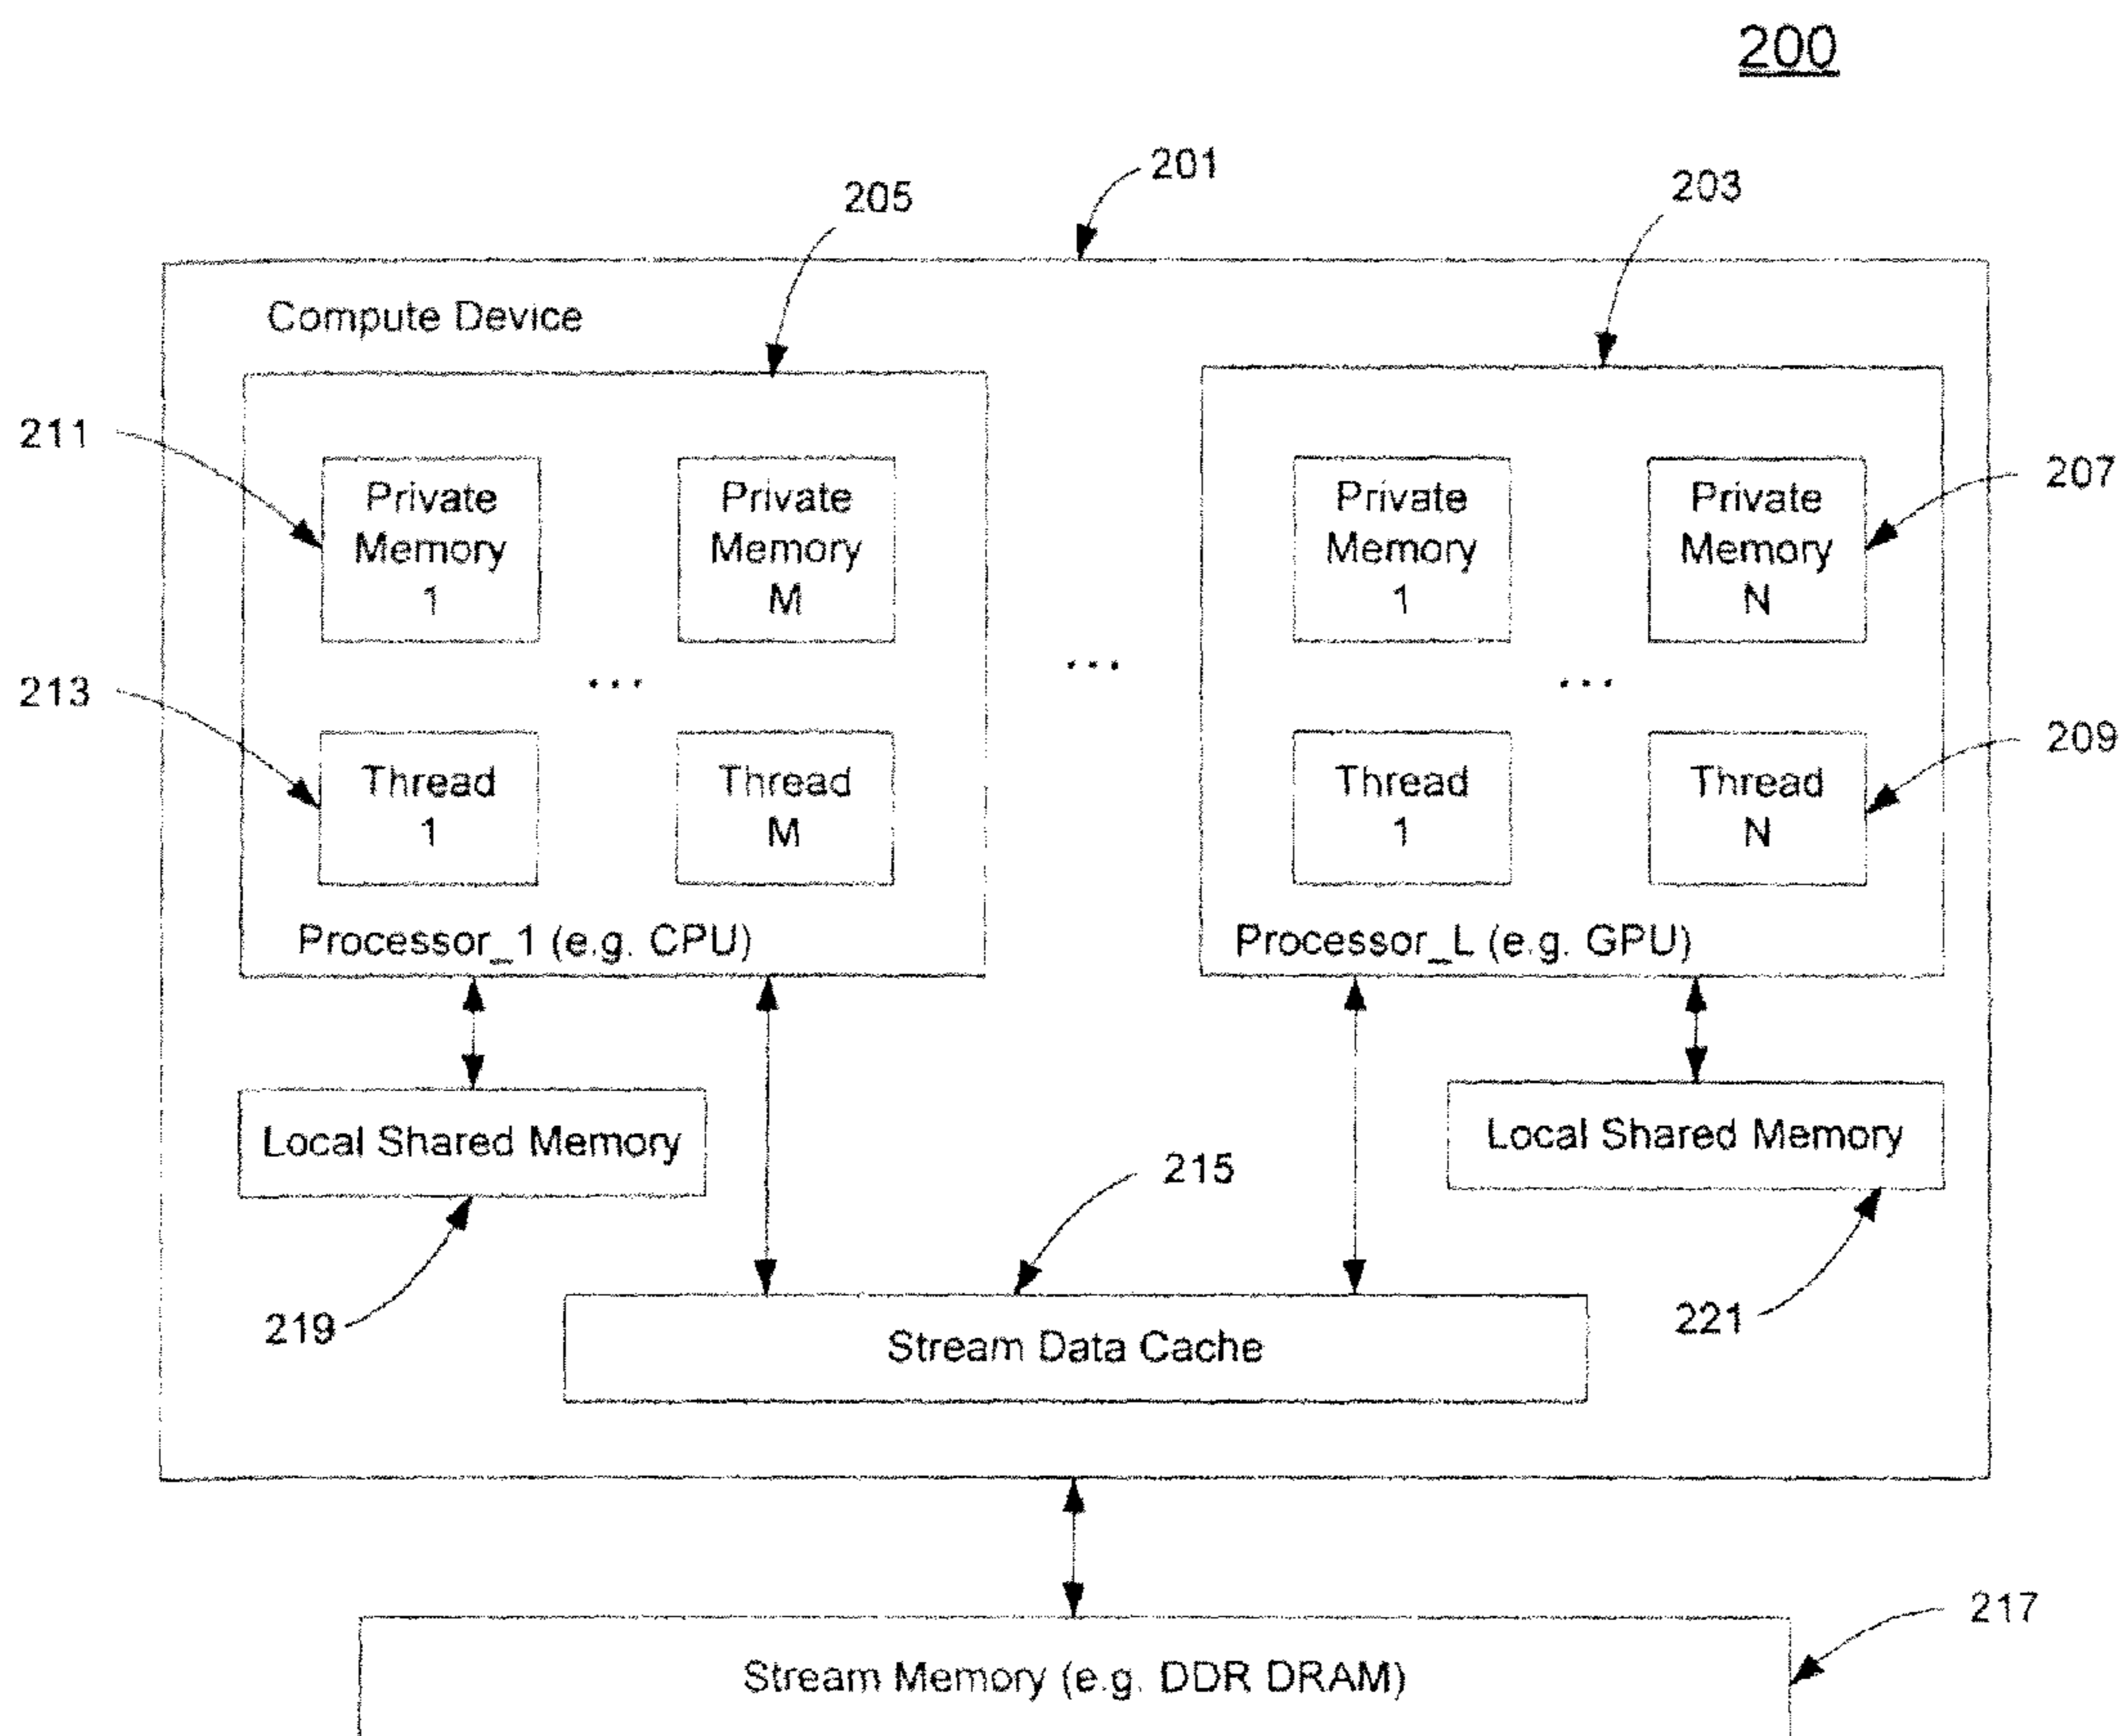 200
201
205
203
Compute Device
211
Private
Memory
1
Private
Memory
M
Private
Memory
1
Private
Memory
N
207
...
...
...
213
Thread
1
Thread
M
Thread
1
Thread
N
209
Processor_1 (e.g. CPU)
Processor_L (e.g. GPU)
Local Shared Memory
Local Shared Memory
215
219
221
Stream Data Cache
217
Stream Memory (e.g. DDR DRAM)